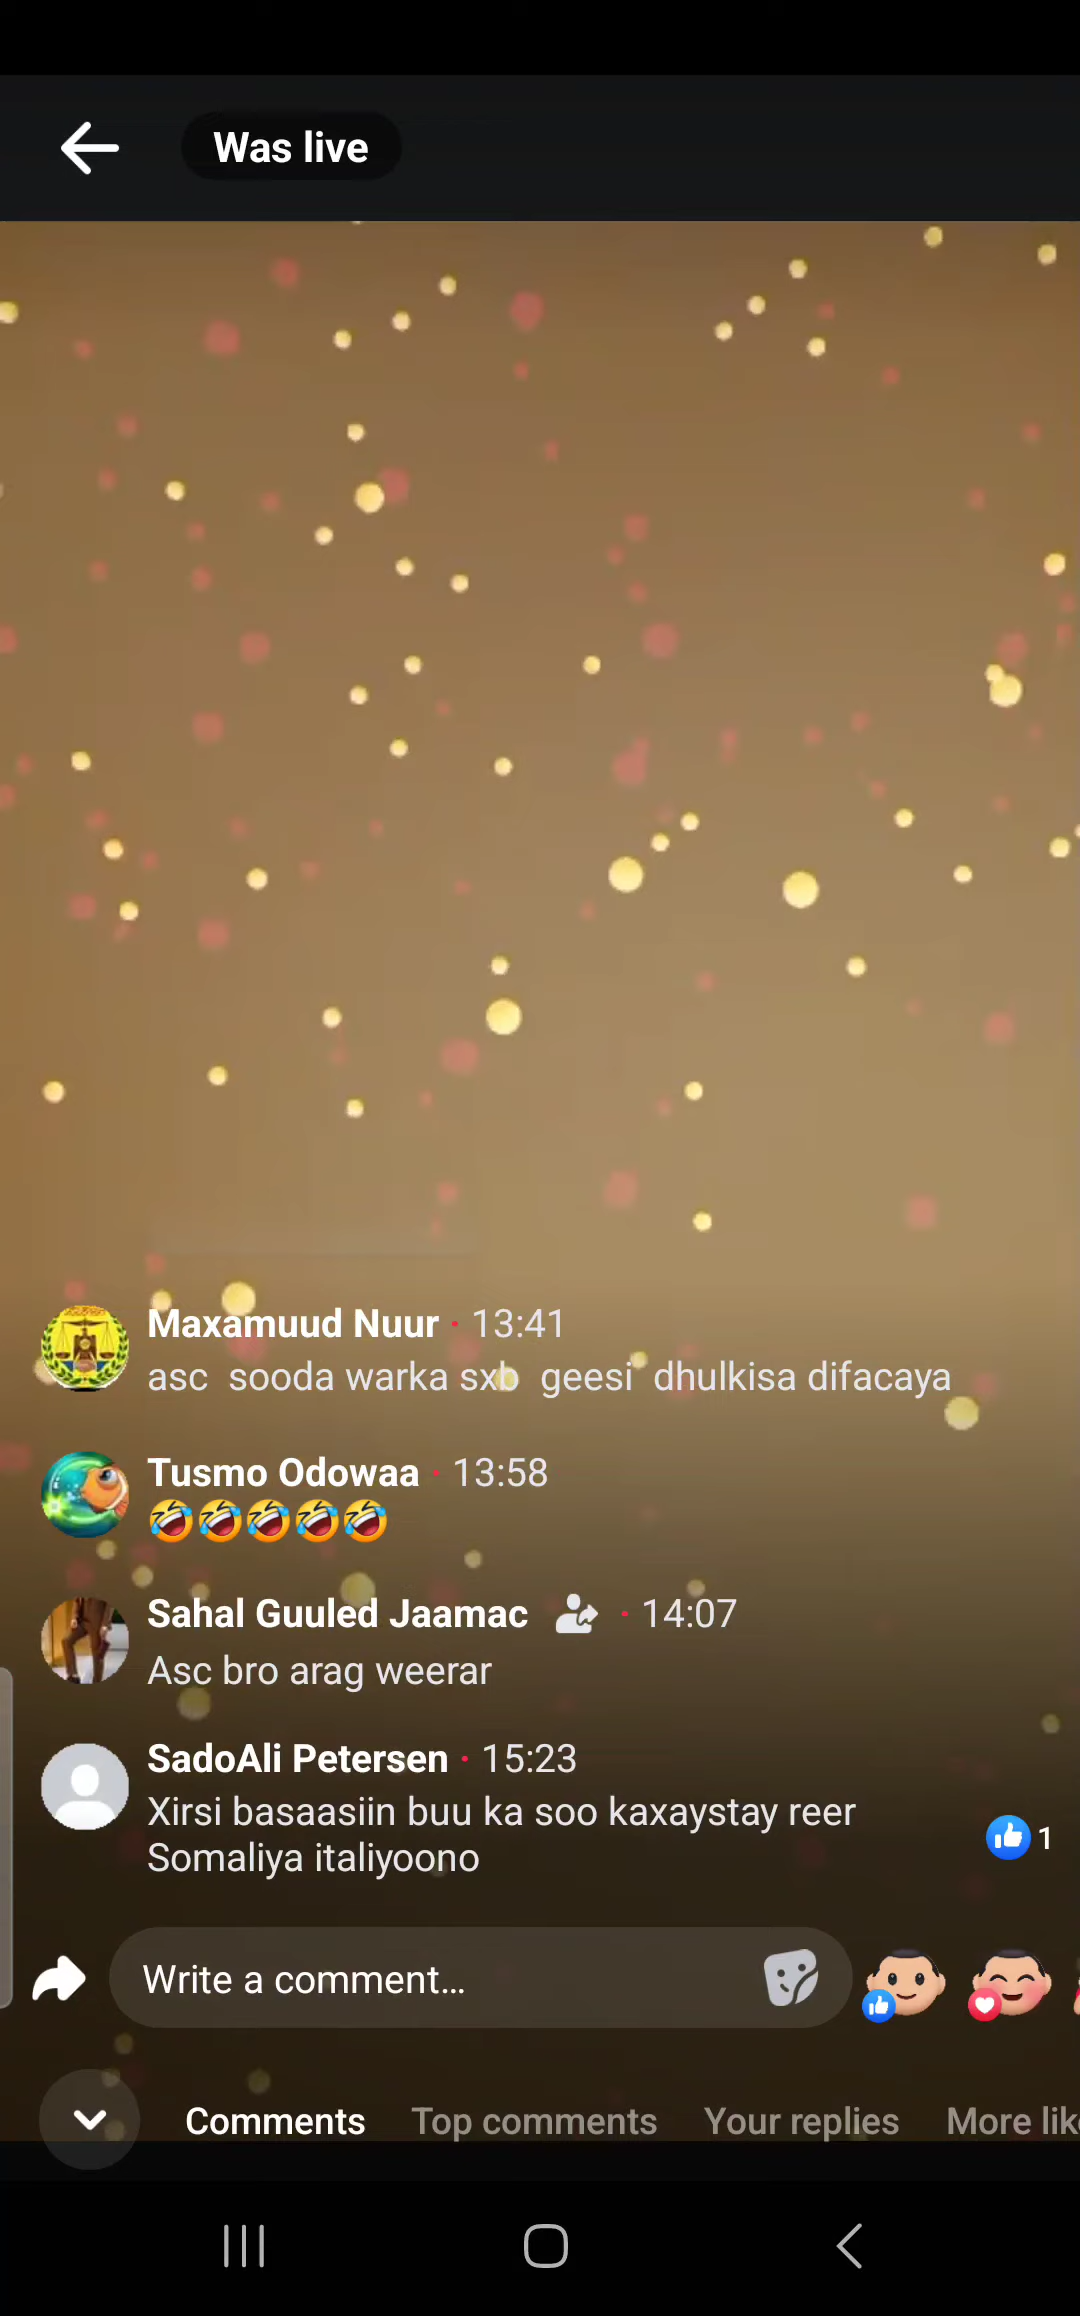 Was live
Maxamuud Nuur · 13:41
asc sooda warka sxb geesi dhulkisa difacaya
Tusmo Odowaa · 13:58
🤣🤣🤣🤣🤣
Sahal Guuled Jaamac · 14:07
Asc bro arag weerar
SadoAli Petersen · 15:23
Xirsi basaasiin buu ka soo kaxaystay reer
Somaliya italiyoono
1
Write a comment...
Comments Top comments Your replies More lik